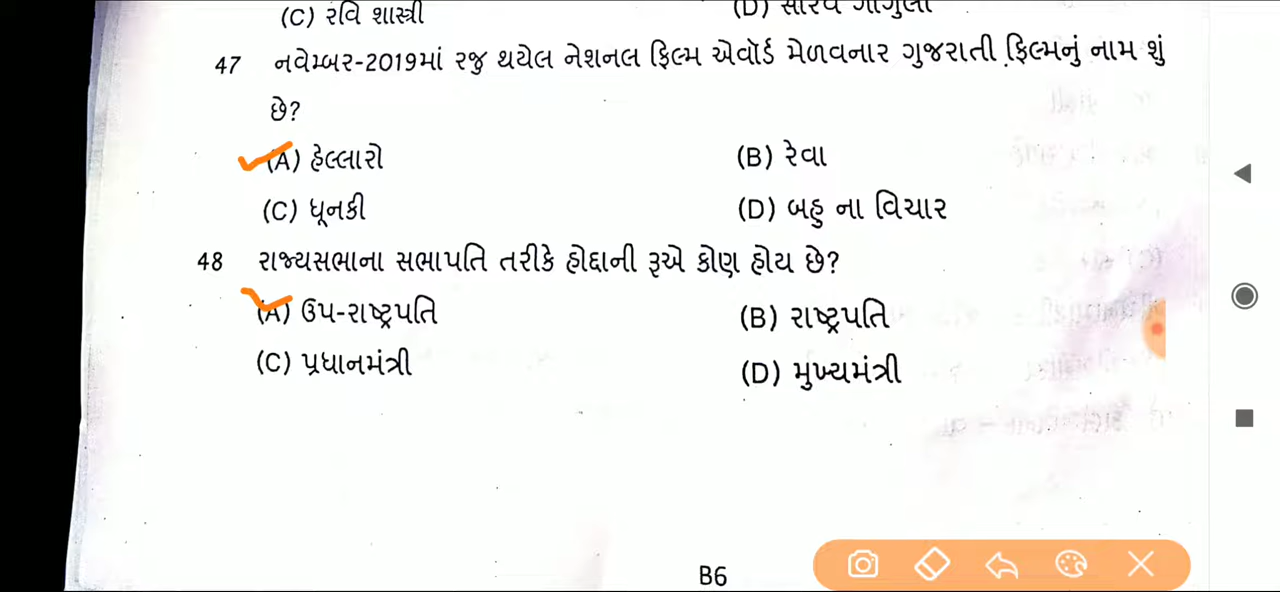 (C) રવિ શાસ્ત્રી (D) સૌરવ ગાંગુલી
47 નવેમ્બર-2019માં રજુ થયેલ નેશનલ ફિલ્મ એવૉર્ડ મેળવનાર ગુજરાતી ફિલ્મનું નામ શું
છે?
(A) હેલ્લારો (B) રેવા
(C) ધૂનકી (D) બહુ ના વિચાર
48 રાજ્યસભાના સભાપતિ તરીકે હોદ્દાની રૂએ કોણ હોય છે?
(A) ઉપ-રાષ્ટ્રપતિ (B) રાષ્ટ્રપતિ
(C) પ્રધાનમંત્રી (D) મુખ્યમંત્રી
B6